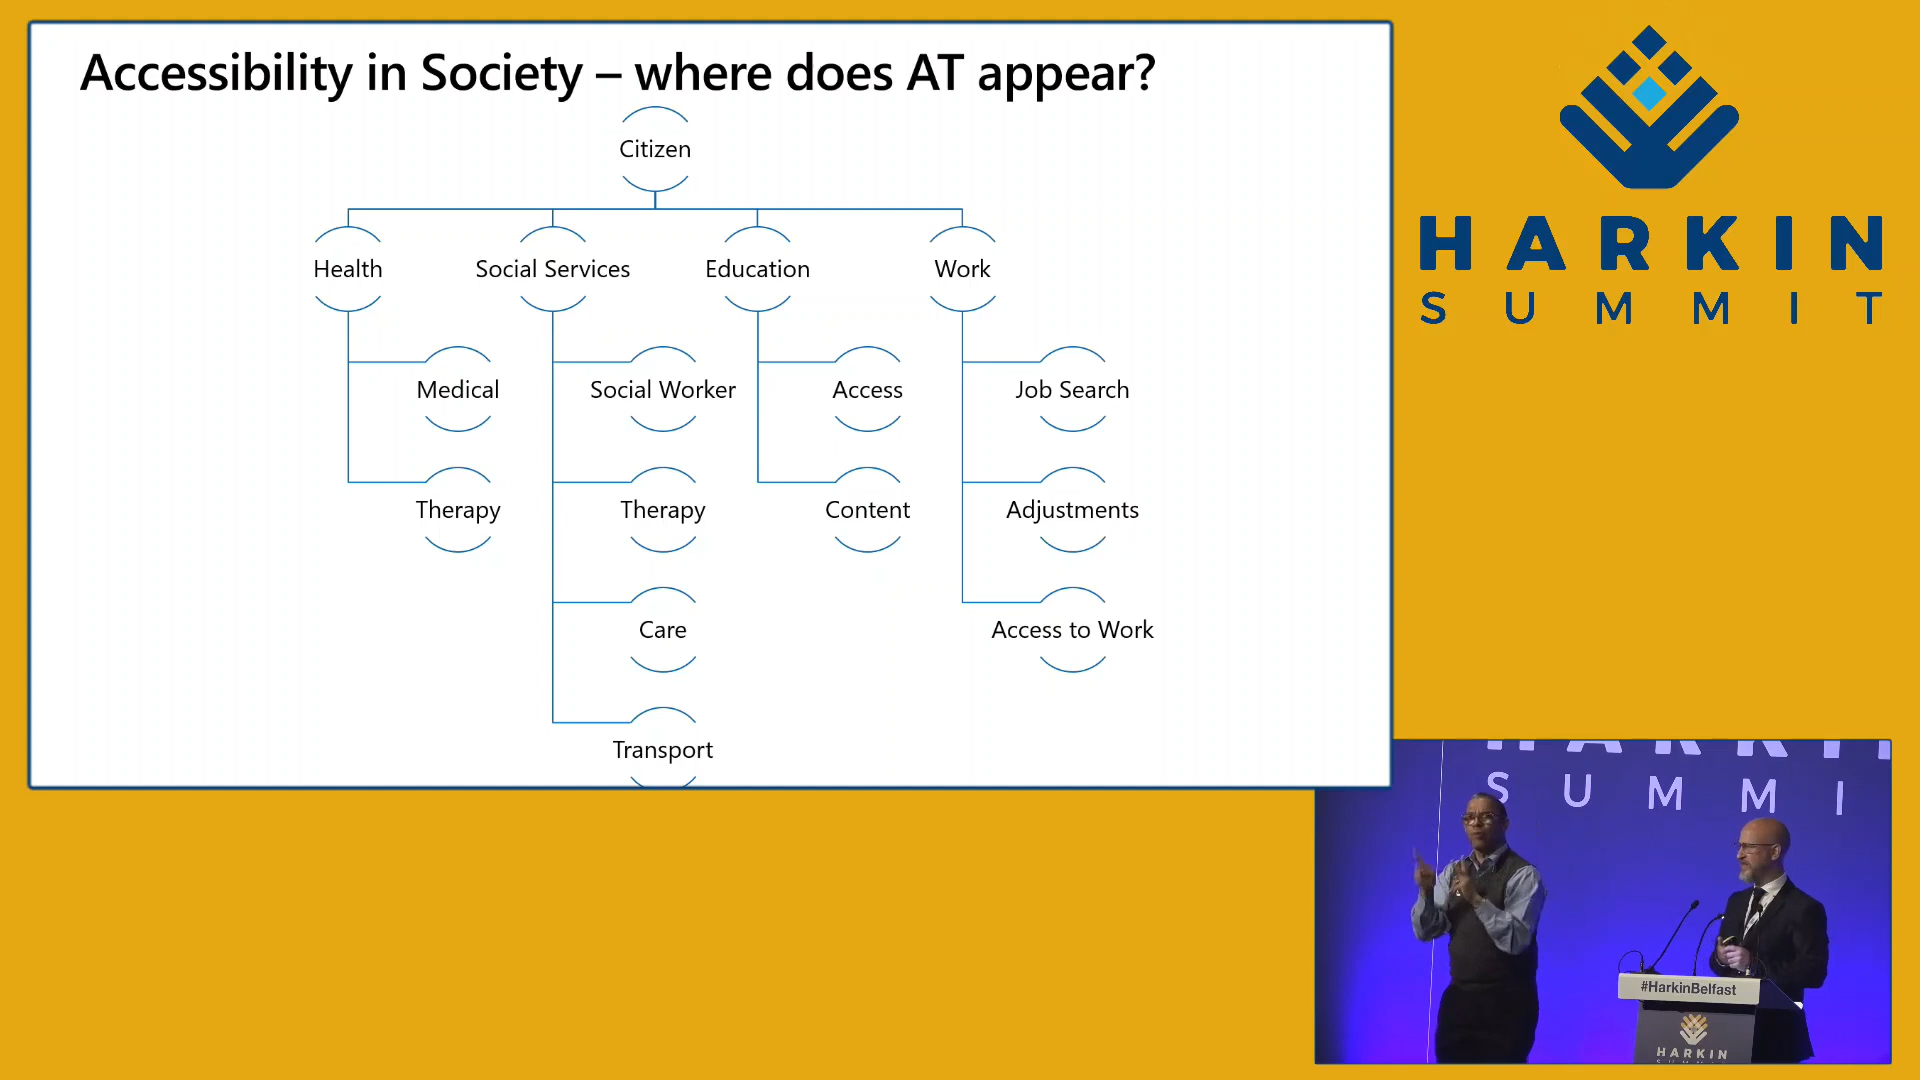 Accessibility in Society – where does AT appear?
Citizen
Health
Social Services
Education
Work
Medical
Social Worker
Access
Job Search
Therapy
Therapy
Content
Adjustments
Care
Access to Work
Transport
HARKIN
SUMMIT
HARKI
SUMMI
#HarkinBelfast
HARKIN